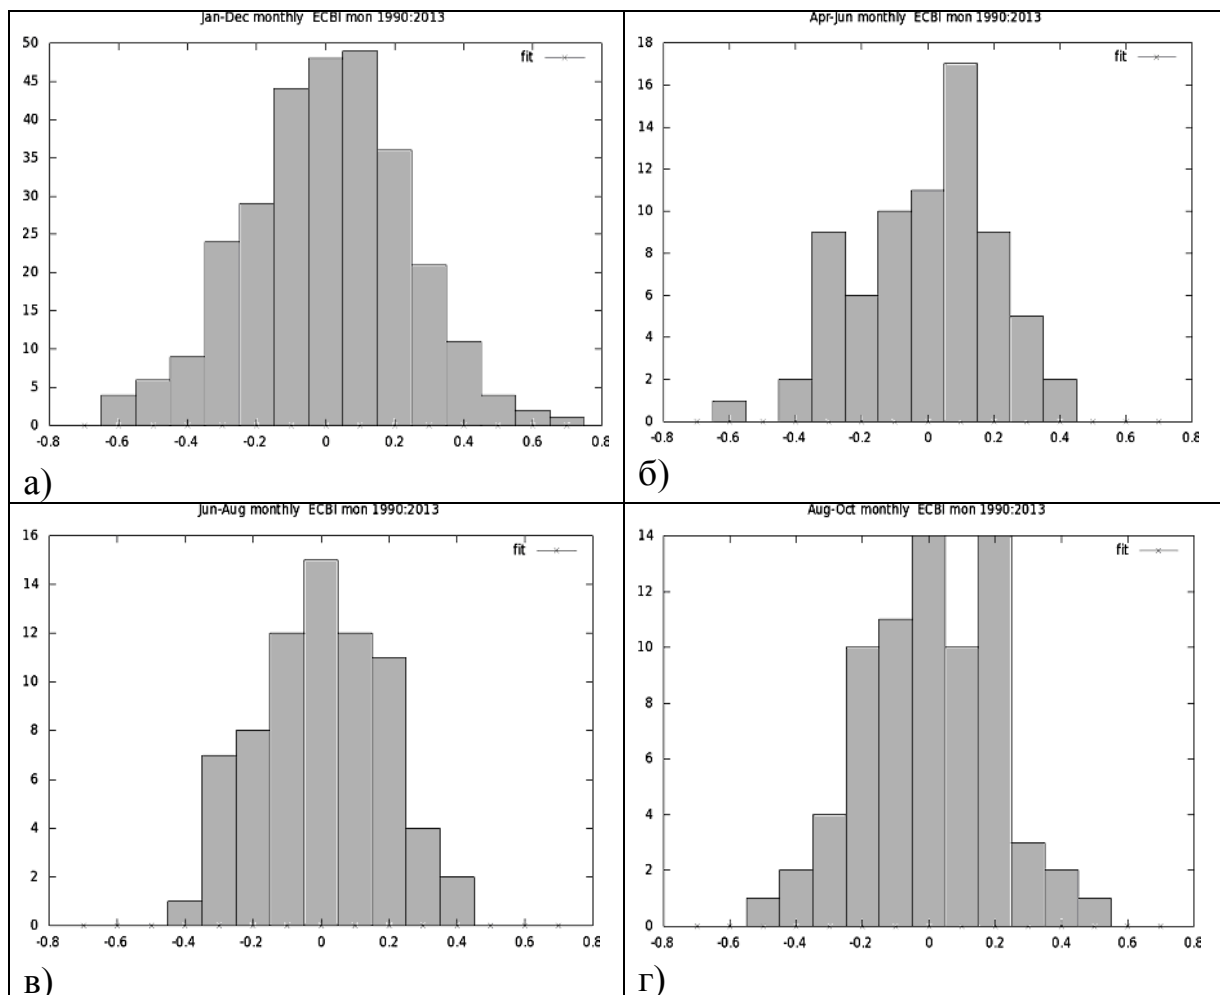 Jan-Dec monthly ECBI mon 1990:2013
50
45
40
35
30
25
20
15
10
5
0
fit
-0.8 -0.6 -0.4 -0.2 0 0.2 0.4 0.6 0.8
а)
Apr-Jun monthly ECBI mon 1990:2013
18
16
14
12
10
8
6
4
2
0
fit
-0.8 -0.6 -0.4 -0.2 0 0.2 0.4 0.6 0.8
б)
Jun-Aug monthly ECBI mon 1990:2013
16
14
12
10
8
6
4
2
0
fit
-0.8 -0.6 -0.4 -0.2 0 0.2 0.4 0.6 0.8
в)
Aug-Oct monthly ECBI mon 1990:2013
14
12
10
8
6
4
2
0
fit
-0.8 -0.6 -0.4 -0.2 0 0.2 0.4 0.6 0.8
г)